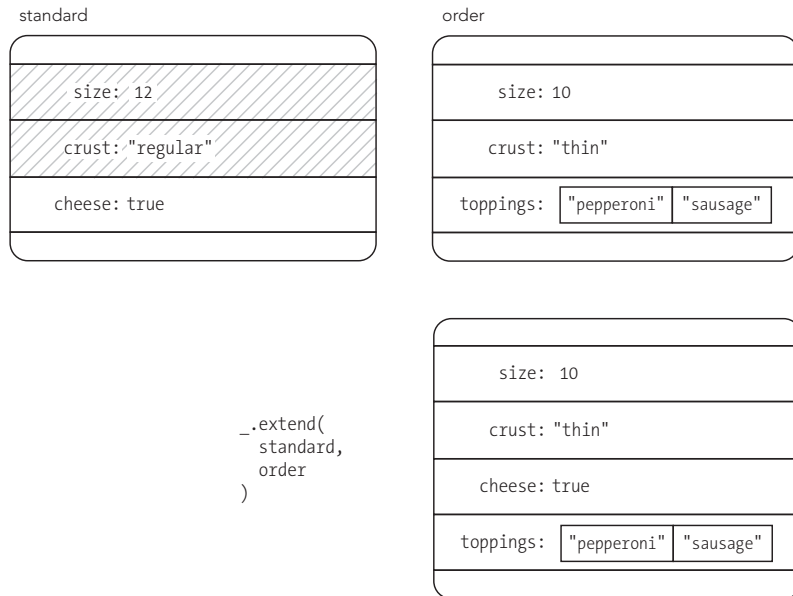 standard
size: 12
crust: "regular"
cheese: true
order
size: 10
crust: "thin"
toppings: "pepperoni" "sausage"
_.extend(
standard,
order
)
size: 10
crust: "thin"
cheese: true
toppings: "pepperoni" "sausage"